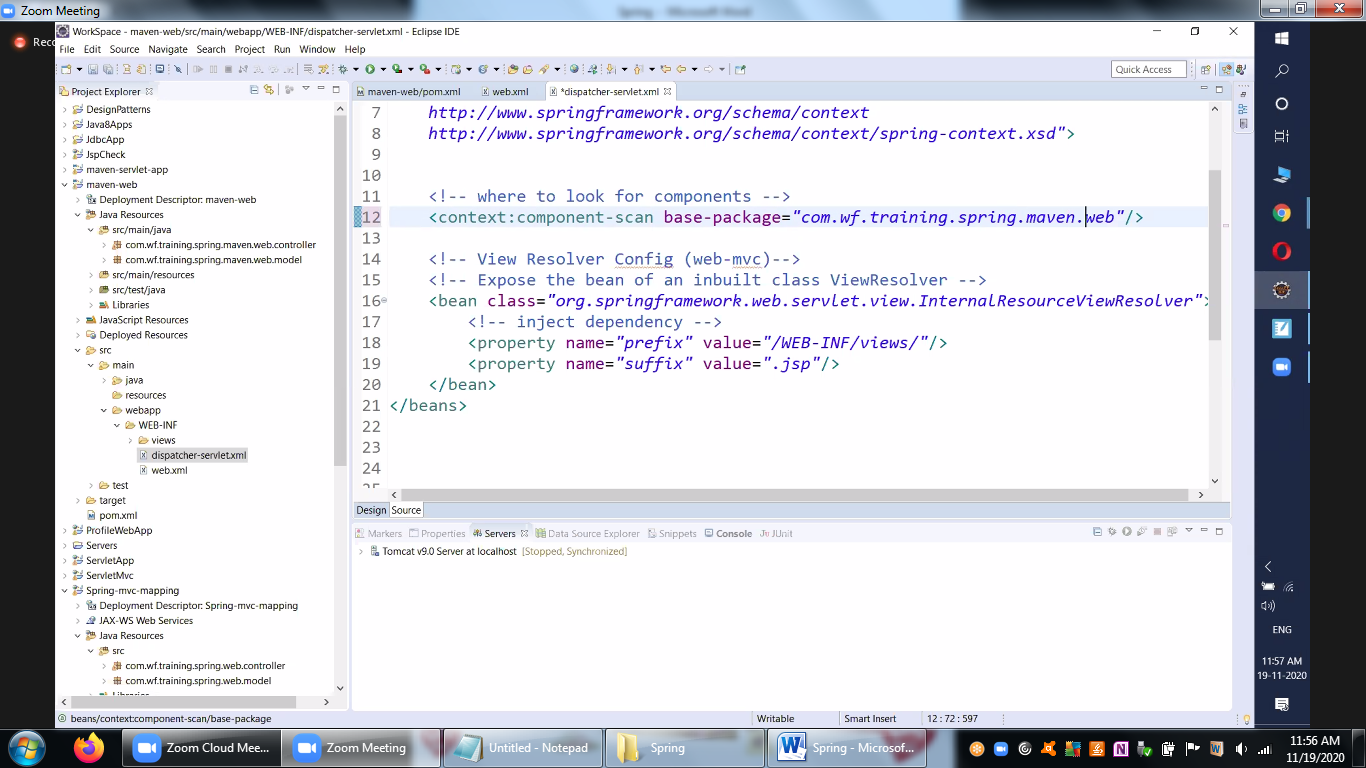 Zoom Meeting
Spring - Microsoft Word
Reco
WorkSpace - maven-web/src/main/webapp/WEB-INF/dispatcher-servlet.xml - Eclipse IDE
File Edit Source Navigate Search Project Run Window Help
Quick Access
Project Explorer
maven-web/pom.xml web.xml *dispatcher-servlet.xml
DesignPatterns
Java8Apps
JdbcApp
JspCheck
maven-servlet-app
maven-web
Deployment Descriptor: maven-web
Java Resources
src/main/java
com.wf.training.spring.maven.web.controller
com.wf.training.spring.maven.web.model
src/main/resources
src/test/java
Libraries
JavaScript Resources
Deployed Resources
src
main
java
resources
webapp
WEB-INF
views
dispatcher-servlet.xml
web.xml
test
target
pom.xml
ProfileWebApp
Servers
ServletApp
ServletMvc
Spring-mvc-mapping
Deployment Descriptor: Spring-mvc-mapping
JAX-WS Web Services
Java Resources
src
com.wf.training.spring.web.controller
com.wf.training.spring.web.model
Libraries
7 http://www.springframework.org/schema/context
8 http://www.springframework.org/schema/context/spring-context.xsd">
9
10
11 <!-- where to look for components -->
12 <context:component-scan base-package="com.wf.training.spring.maven.web"/>
13
14 <!-- View Resolver Config (web-mvc)-->
15 <!-- Expose the bean of an inbuilt class ViewResolver -->
16 <bean class="org.springframework.web.servlet.view.InternalResourceViewResolver">
17 <!-- inject dependency -->
18 <property name="prefix" value="/WEB-INF/views/"/>
19 <property name="suffix" value=".jsp"/>
20 </bean>
21 </beans>
22
23
24
25
Design Source
Markers Properties Servers Data Source Explorer Snippets Console JUnit
Tomcat v9.0 Server at localhost [Stopped, Synchronized]
beans/context:component-scan/base-package Writable Smart Insert 12 : 72 : 597
ENG
11:57 AM
19-11-2020
Zoom Cloud Mee... Zoom Meeting Untitled - Notepad Spring Spring - Microsof...
11:56 AM
11/19/2020